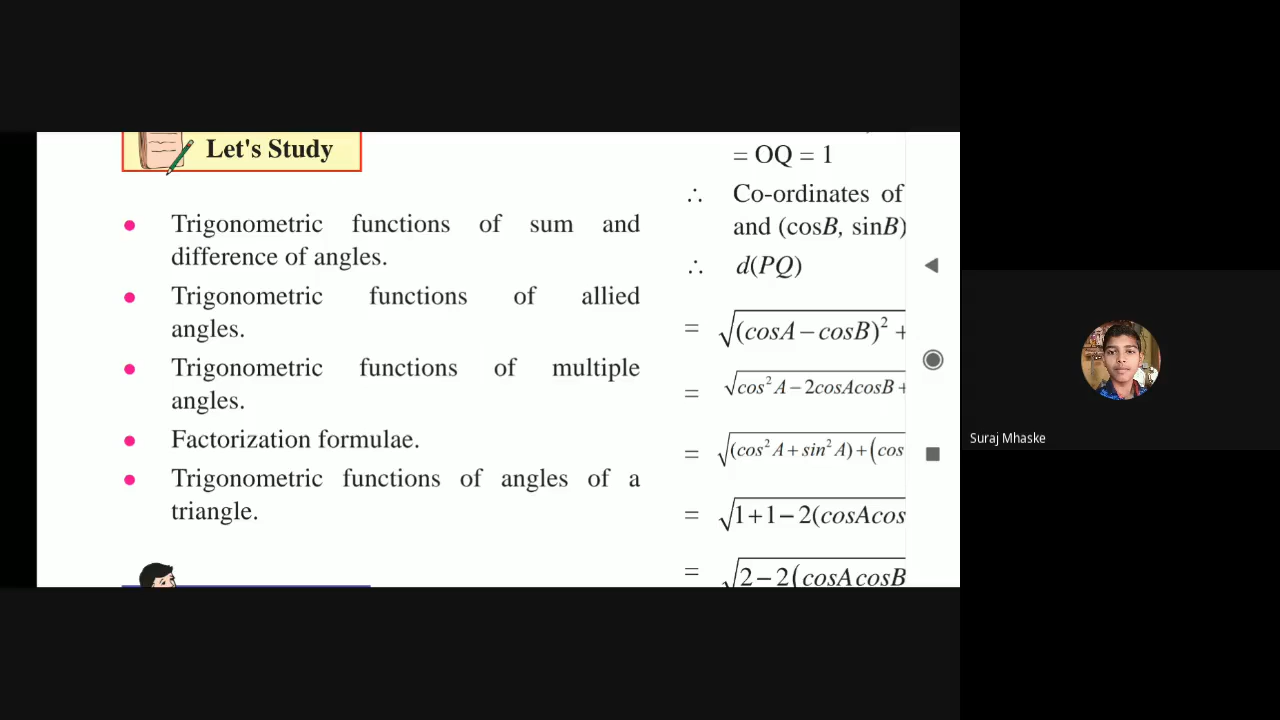 Let's Study
• Trigonometric functions of sum and
difference of angles.
• Trigonometric functions of allied
angles.
• Trigonometric functions of multiple
angles.
• Factorization formulae.
• Trigonometric functions of angles of a
triangle.
= OQ = 1
∴ Co-ordinates of
and (cosB, sinB)
∴ d(PQ)
= √(cosA−cosB)² +
= √cos²A−2cosAcosB+
= √(cos²A+sin²A)+(cos
= √1+1−2(cosAcos
= √2−2(cosAcosB
Suraj Mhaske